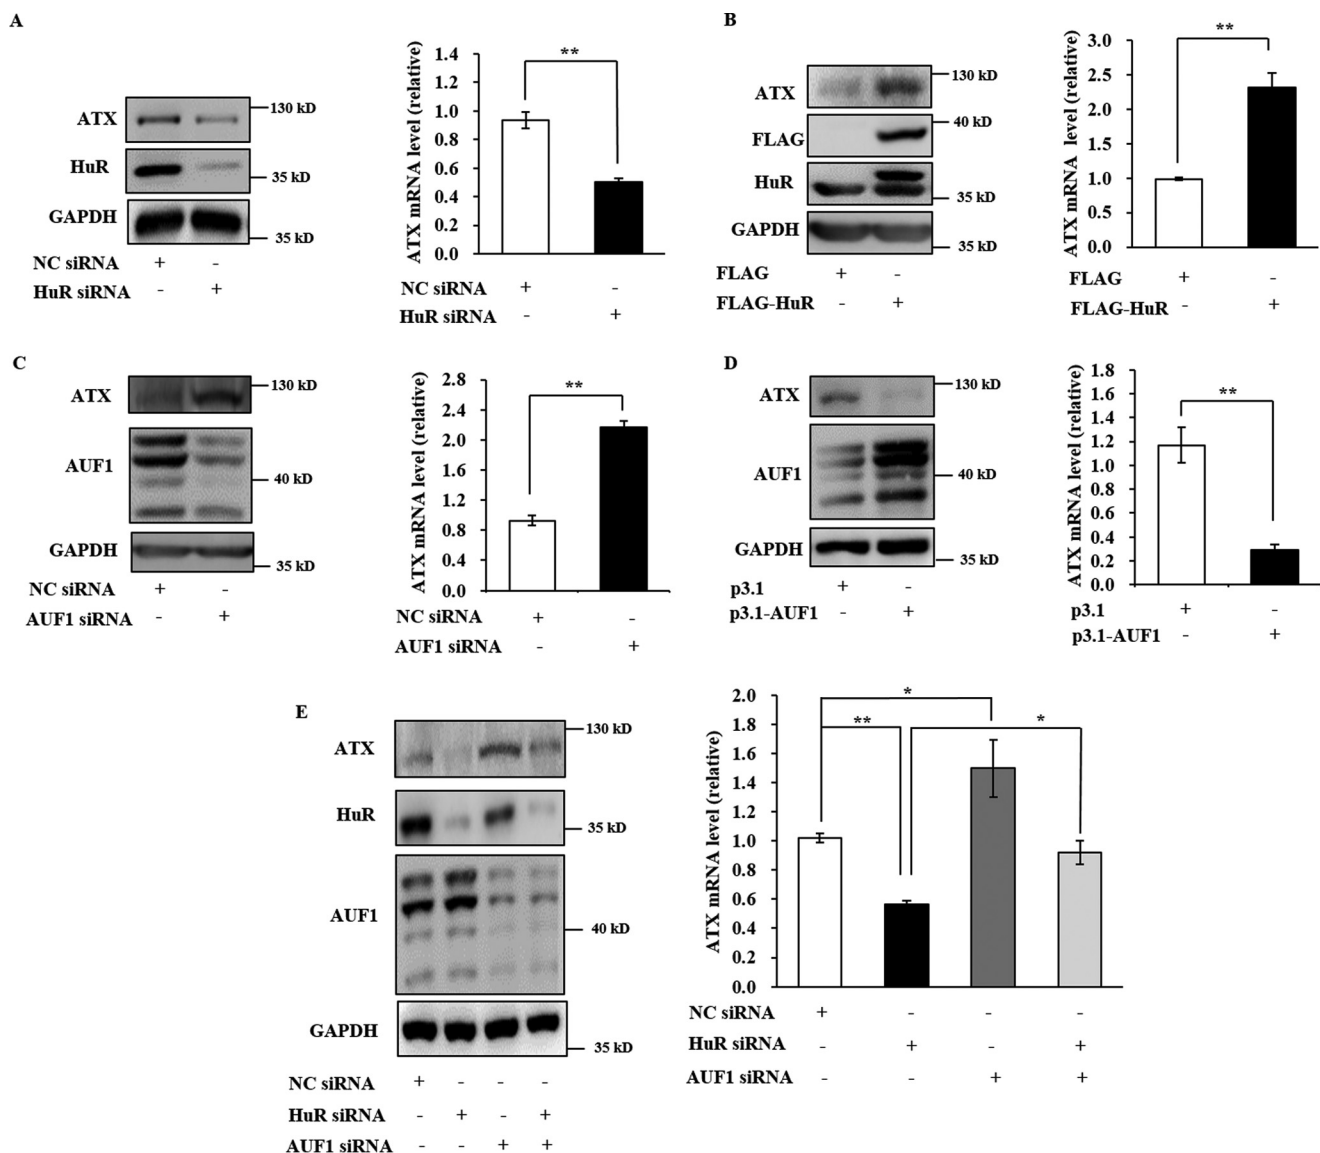 A
ATX
130 kD
HuR
35 kD
GAPDH
35 kD
NC siRNA + -
HuR siRNA - +
ATX mRNA level (relative)
1.4
1.2
1.0
0.8
0.6
0.4
0.2
0.0
**
NC siRNA + -
HuR siRNA - +
B
ATX
130 kD
FLAG
40 kD
HuR
35 kD
GAPDH
35 kD
FLAG + -
FLAG-HuR - +
ATX mRNA level (relative)
3.0
2.5
2.0
1.5
1.0
0.5
0.0
**
FLAG + -
FLAG-HuR - +
C
ATX
130 kD
AUF1
40 kD
GAPDH
35 kD
NC siRNA + -
AUF1 siRNA - +
ATX mRNA level (relative)
2.8
2.4
2.0
1.6
1.2
0.8
0.4
0.0
**
NC siRNA + -
AUF1 siRNA - +
D
ATX
130 kD
AUF1
40 kD
GAPDH
35 kD
p3.1 + -
p3.1-AUF1 - +
ATX mRNA level (relative)
1.8
1.6
1.4
1.2
1.0
0.8
0.6
0.4
0.2
0.0
**
p3.1 + -
p3.1-AUF1 - +
E
ATX
130 kD
HuR
35 kD
AUF1
40 kD
GAPDH
35 kD
NC siRNA + - - -
HuR siRNA - + - +
AUF1 siRNA - - + +
ATX mRNA level (relative)
2.0
1.8
1.6
1.4
1.2
1.0
0.8
0.6
0.4
0.2
0.0
*
**
*
NC siRNA + - - -
HuR siRNA - + - +
AUF1 siRNA - - + +